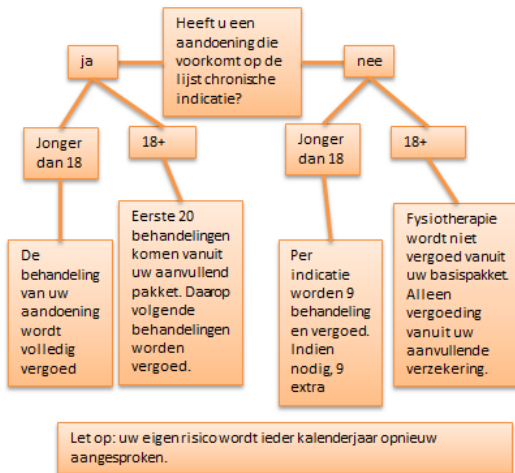 Heeft u een
aandoening die
voorkomt op de
lijst chronische
indicatie?
ja
nee
Jonger
dan 18
18+
Jonger
dan 18
18+
De
behandeling
van uw
aandoening
wordt
volledig
vergoed
Eerste 20
behandelingen
komen vanuit
uw aanvullend
pakket. Daarop
volgende
behandelingen
worden
vergoed.
Per
indicatie
worden 9
behandeling
en vergoed.
Indien
nodig, 9
extra
Fysiotherapie
wordt niet
vergoed vanuit
uw basispakket.
Alleen
vergoeding
vanuit uw
aanvullende
verzekering.
Let op: uw eigen risico wordt ieder kalenderjaar opnieuw
aangesproken.